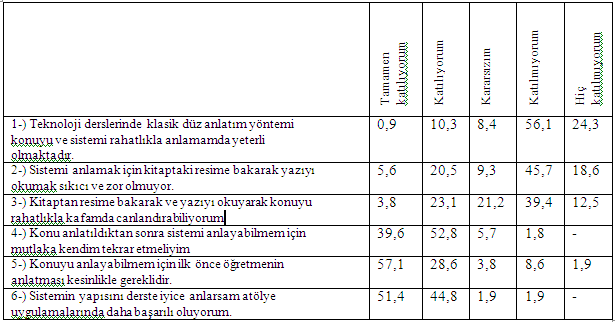 Tamamen katılıyorum
Katılıyorum
Kararsızım
Katılmıyorum
Hiç katılmıyorum
1-) Teknoloji derslerinde klasik düz anlatım yöntemi
konuyu ve sistemi rahatlıkla anlamamda yeterli
olmaktadır.
0,9 10,3 8,4 56,1 24,3
2-) Sistemi anlamak için kitaptaki resime bakarak yazıyı
okumak sıkıcı ve zor olmuyor.
5,6 20,5 9,3 45,7 18,6
3-) Kitaptan resime bakarak ve yazıyı okuyarak konuyu
rahatlıkla kafamda canlandırabiliyorum
3,8 23,1 21,2 39,4 12,5
4-) Konu anlatıldıktan sonra sistemi anlayabilmem için
mutlaka kendim tekrar etmeliyim
39,6 52,8 5,7 1,8 -
5-) Konuyu anlayabilmem için ilk önce öğretmenin
anlatması kesinlikle gereklidir.
57,1 28,6 3,8 8,6 1,9
6-) Sistemin yapısını derste iyice anlarsam atölye
uygulamalarında daha başarılı oluyorum.
51,4 44,8 1,9 1,9 -